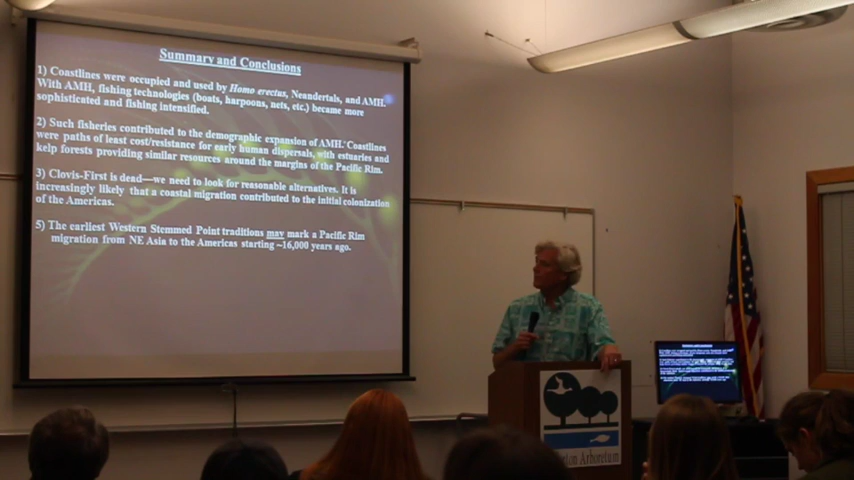 Summary and Conclusions
1) Coastlines were occupied and used by Homo erectus, Neandertals, and AMH.
With AMH, fishing technologies (boats, harpoons, nets, etc.) became more
sophisticated and fishing intensified.
2) Such fisheries contributed to the demographic expansion of AMH. Coastlines
were paths of least cost/resistance for early human dispersals, with estuaries and
kelp forests providing similar resources around the margins of the Pacific Rim.
3) Clovis-First is dead—we need to look for reasonable alternatives. It is
increasingly likely that a coastal migration contributed to the initial colonization
of the Americas.
5) The earliest Western Stemmed Point traditions may mark a Pacific Rim
migration from NE Asia to the Americas starting ~16,000 years ago.
Arboretum